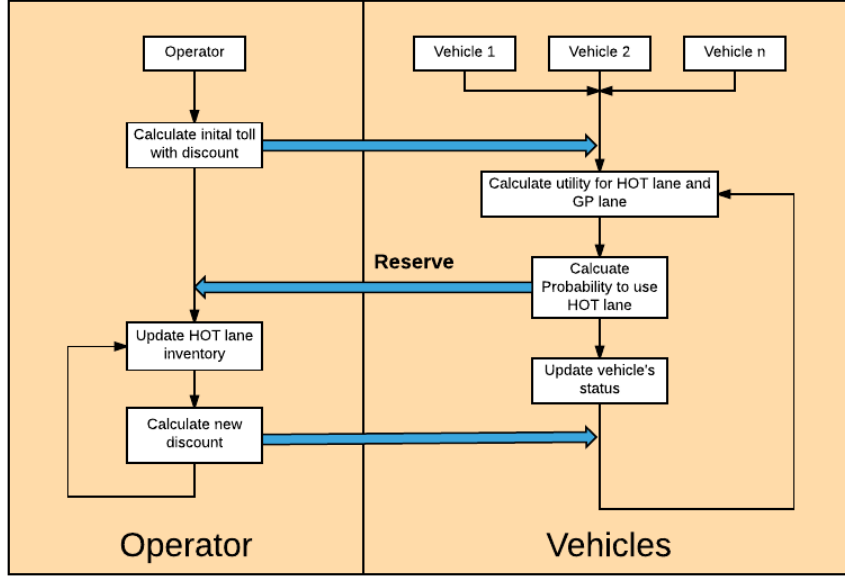 Operator
Calculate inital toll
with discount
Update HOT lane
inventory
Calculate new
discount
Operator
Reserve
Vehicle 1
Vehicle 2
Vehicle n
Calculate utility for HOT lane and
GP lane
Calcuate
Probability to use
HOT lane
Update vehicle's
status
Vehicles